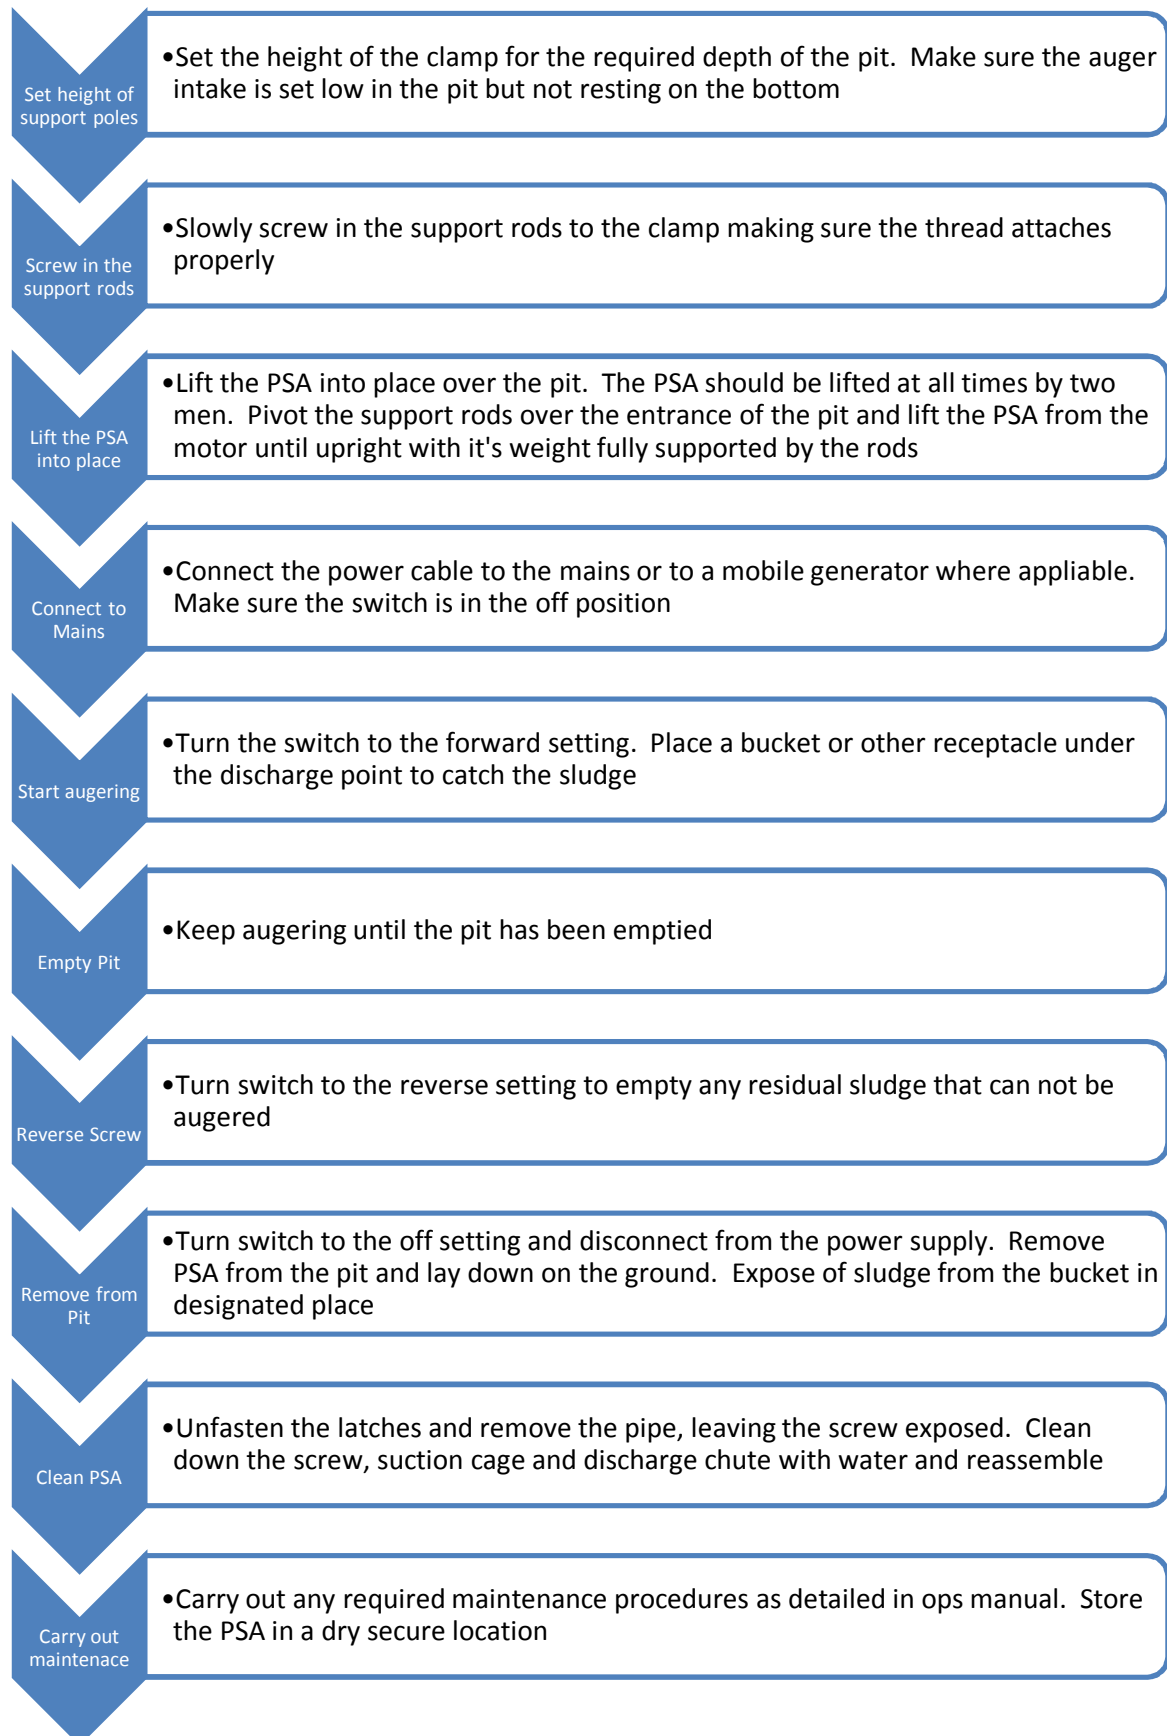 Set height of
support poles
•Set the height of the clamp for the required depth of the pit.  Make sure the auger
intake is set low in the pit but not resting on the bottom
Screw in the
support rods
•Slowly screw in the support rods to the clamp making sure the thread attaches
properly
Lift the PSA
into place
•Lift the PSA into place over the pit.  The PSA should be lifted at all times by two
men.  Pivot the support rods over the entrance of the pit and lift the PSA from the
motor until upright with it's weight fully supported by the rods
Connect to
Mains
•Connect the power cable to the mains or to a mobile generator where appliable.
Make sure the switch is in the off position
Start augering
•Turn the switch to the forward setting.  Place a bucket or other receptacle under
the discharge point to catch the sludge
Empty Pit
•Keep augering until the pit has been emptied
Reverse Screw
•Turn switch to the reverse setting to empty any residual sludge that can not be
augered
Remove from
Pit
•Turn switch to the off setting and disconnect from the power supply.  Remove
PSA from the pit and lay down on the ground.  Expose of sludge from the bucket in
designated place
Clean PSA
•Unfasten the latches and remove the pipe, leaving the screw exposed.  Clean
down the screw, suction cage and discharge chute with water and reassemble
Carry out
maintenace
•Carry out any required maintenance procedures as detailed in ops manual.  Store
the PSA in a dry secure location